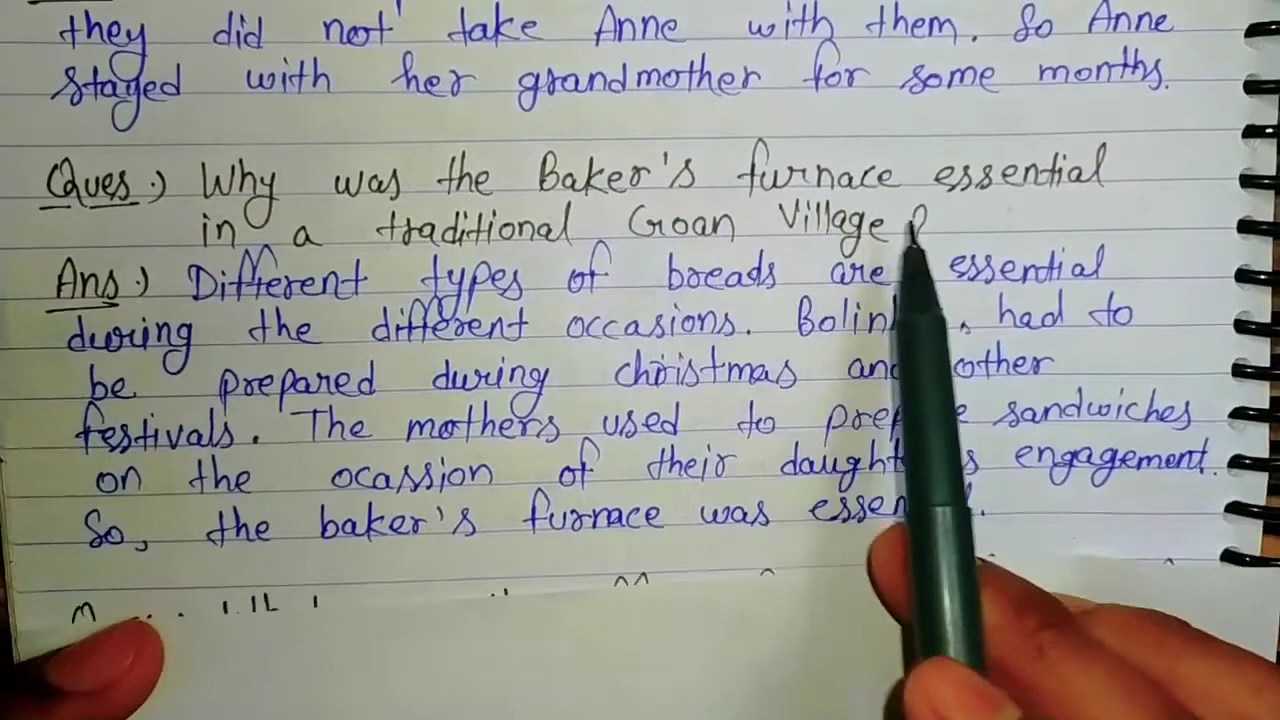 they did not take Anne with them. So Anne
stayed with her grandmother for some months.
Ques.) Why was the Baker's furnace essential
in a traditional Goan Village ?
Ans.) Different types of breads are essential
during the different occasions. had to
be prepared during christmas and other
festivals. The mothers used to sandwiches
on the ocassion of their engagement.
So, the baker's furnace was